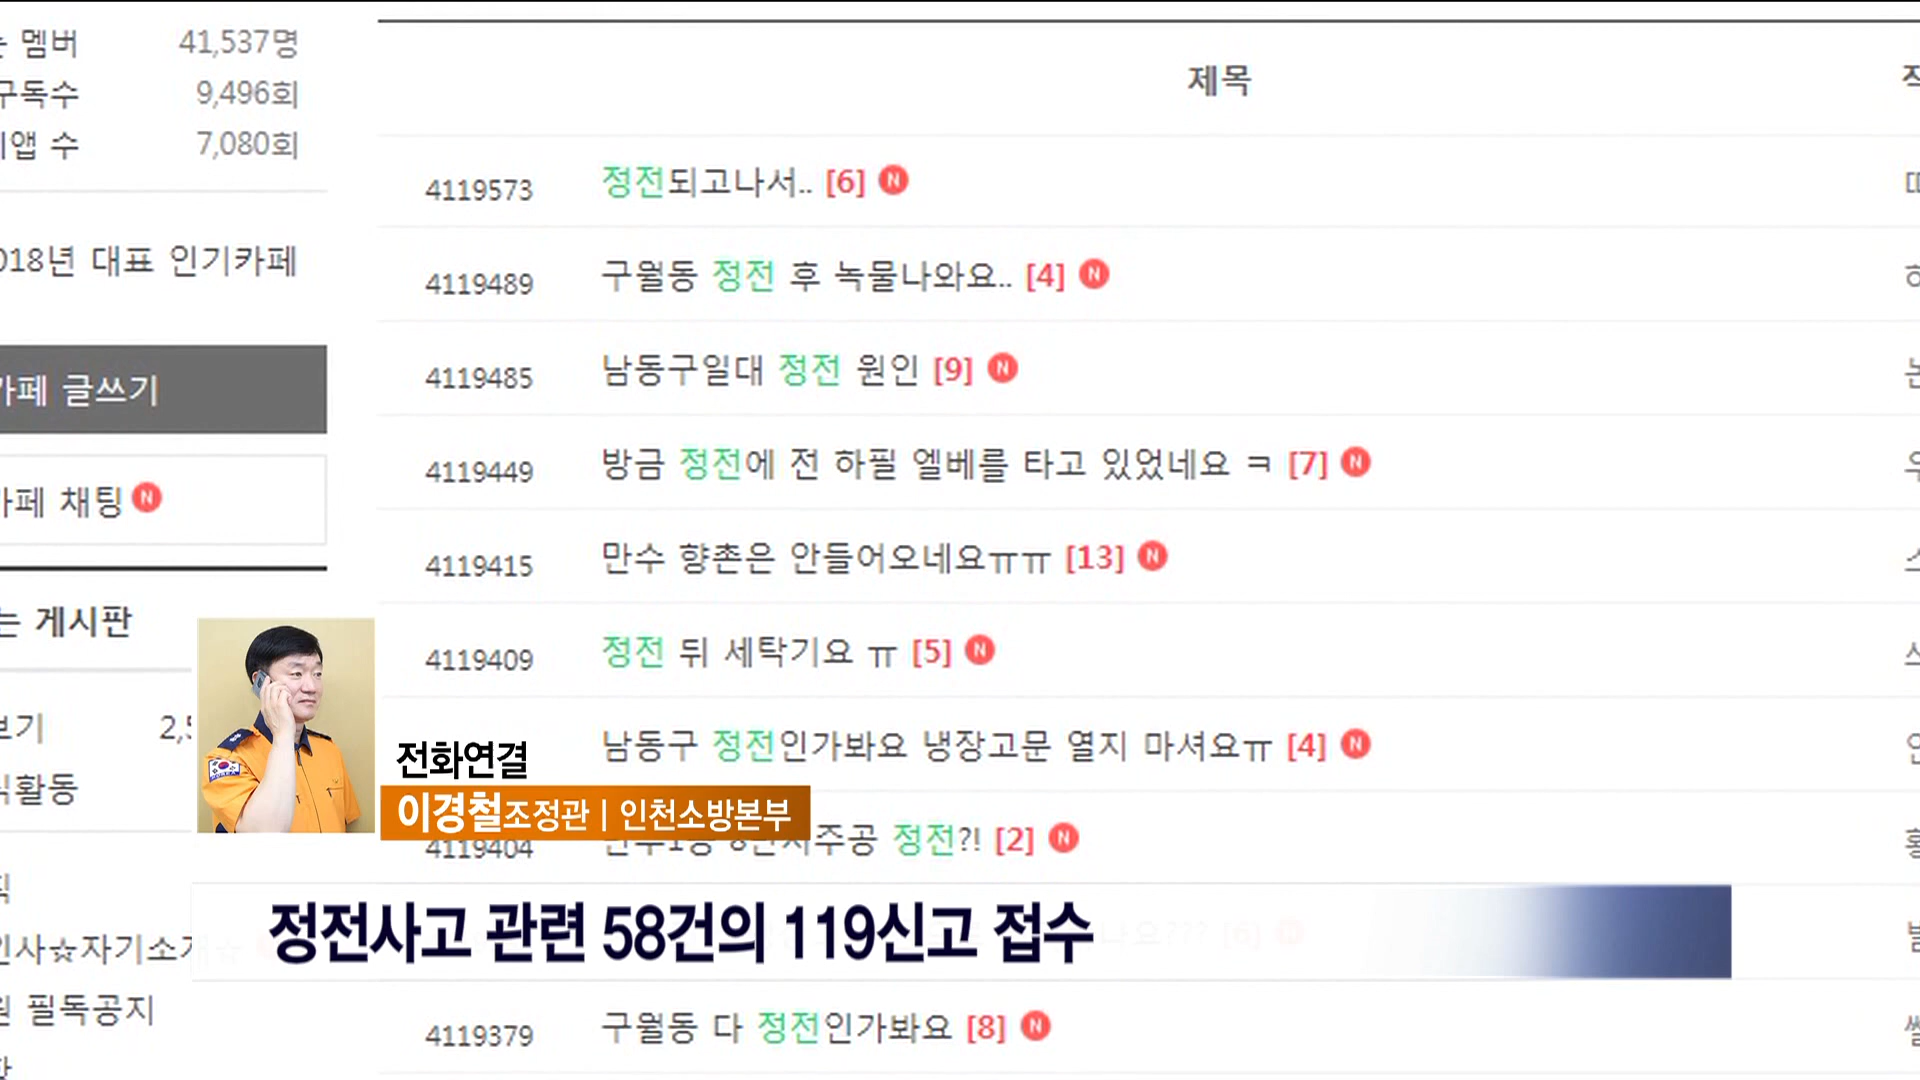 멤버 41,537명
구독수 9,496회
앱 수 7,080회
018년 대표 인기카페
카페 글쓰기
카페 채팅 N
게시판
보기 2,5
활동
인사☆자기소개
필독공지
제목
4119573 정전되고나서.. [6] N
4119489 구월동 정전 후 녹물나와요.. [4] N
4119485 남동구일대 정전 원인 [9] N
4119449 방금 정전에 전 하필 엘베를 타고 있었네요 ㅋ [7] N
4119415 만수 향촌은 안들어오네요ㅠㅠ [13] N
4119409 정전 뒤 세탁기요 ㅠ [5] N
남동구 정전인가봐요 냉장고문 열지 마셔요ㅠ [4] N
4119404 주공 정전?! [2] N
4119379 구월동 다 정전인가봐요 [8] N
전화연결
이경철조정관 | 인천소방본부
정전사고 관련 58건의 119신고 접수